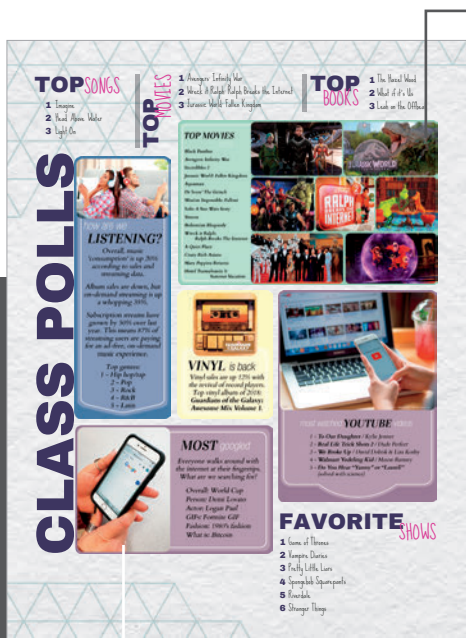 TOP SONGS
1 Imagine
2 Head Above Water
3 Light On
TOP MOVIES
1 Avengers Infinity War
2 Wreck it Ralph: Ralph Breaks the Internet
3 Jurassic World Fallen Kingdom
TOP BOOKS
1 The Hazel Wood
2 What if it's Us
3 Leah on the Offbeat
CLASS POLLS
how are we
LISTENING?
Overall, music
'consumption' is up
according to sales and
streaming data.
Album sales are down, but
on-demand streaming is up
a whopping
Subscription streams have
grown by 50% over last
year. This means 87% of
streaming users are paying
for an ad-free, on-demand
music experience.
Top genres:
1 - Hip hop/rap
2 - Pop
3 - Rock
4 - R&B
5 - Latin
TOP MOVIES
Black Panther
Avengers Infinity War
Incredibles 2
Jurassic World Fallen Kingdom
Aquaman
Dr Seuss' The Grinch
Mission Impossible Fallout
Solo A Star Wars Story
Venom
Bohemian Rhapsody
Wreck it Ralph:
Ralph Breaks The Internet
A Quiet Place
Crazy Rich Asians
Mary Poppins Returns
Hotel Transylvania 3:
Summer Vacation
JURASSIC WORLD
RALPH
INTERNET
VINYL is back
Vinyl sales are up 12% with
the revival of record players.
Top vinyl album of 2018:
Guardians of the Galaxy:
Awesome Mix Volume 1.
most watched YOUTUBE videos
1 - To Our Daughter / Kylie Jenner
2 - Real Life Trick Shots 2 / Dude Perfect
3 - We Broke Up / David Dobrik & Liza Koshy
4 - Walmart Yodeling Kid / Mason Ramsey
5 - Do You Hear "Yanny" or "Laurel"
(solved with science)
MOST googled
Everyone walks around with
the internet at their fingertips.
What are we searching for?
Overall: World Cup
Person: Demi Lovato
Actor: Logan Paul
GIFs: Fortnite GIF
Fashion: 1980's fashion
What is: Bitcoin
FAVORITE SHOWS
1 Game of Thrones
2 Vampire Diaries
3 Pretty Little Liars
4 Spongebob Squarepants
5 Riverdale
6 Stranger Things